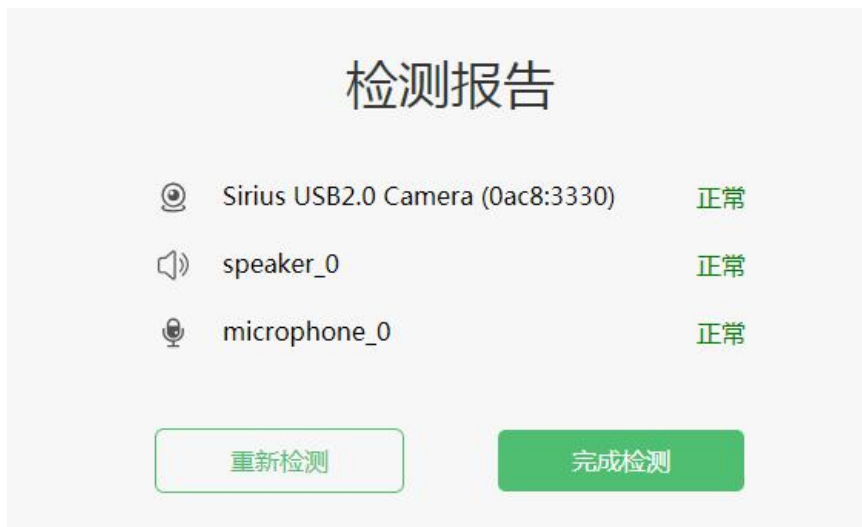 检测报告
Sirius USB2.0 Camera (0ac8:3330) 正常
speaker_0 正常
microphone_0 正常
重新检测 完成检测